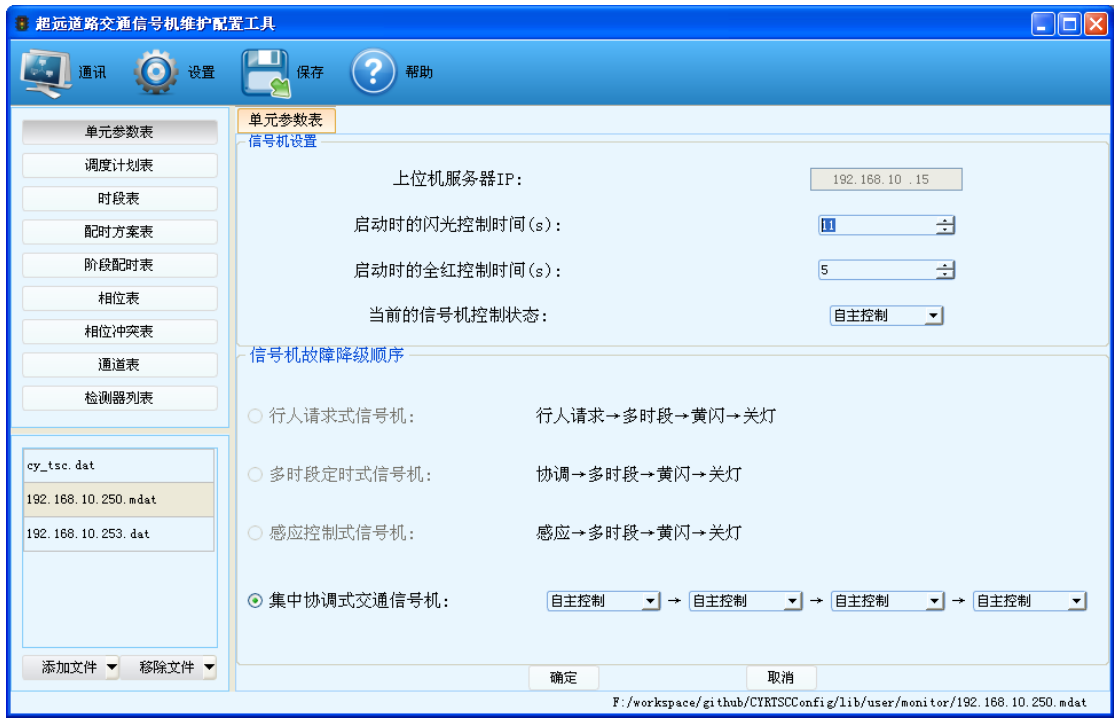 超远道路交通信号机维护配置工具
通讯 设置 保存 帮助
单元参数表
调度计划表
时段表
配时方案表
阶段配时表
相位表
相位冲突表
通道表
检测器列表
cy_tsc.dat
192.168.10.250.mdat
192.168.10.253.dat
添加文件 移除文件
单元参数表
信号机设置
上位机服务器IP: 192.168.10 .15
启动时的闪光控制时间(s): 11
启动时的全红控制时间(s): 5
当前的信号机控制状态: 自主控制
信号机故障降级顺序
行人请求式信号机: 行人请求→多时段→黄闪→关灯
多时段定时式信号机: 协调→多时段→黄闪→关灯
感应控制式信号机: 感应→多时段→黄闪→关灯
集中协调式交通信号机: 自主控制 → 自主控制 → 自主控制 → 自主控制
确定 取消
F:/workspace/github/CYRTSCConfig/lib/user/monitor/192.168.10.250.mdat